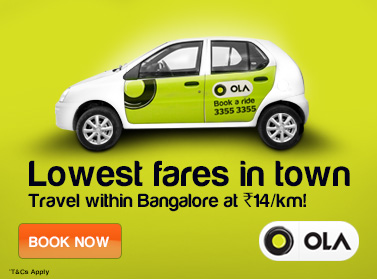 OLA
Book a ride
3355 3355
Lowest fares in town
Travel within Bangalore at ₹14/km!
BOOK NOW
OLA
*T&Cs Apply